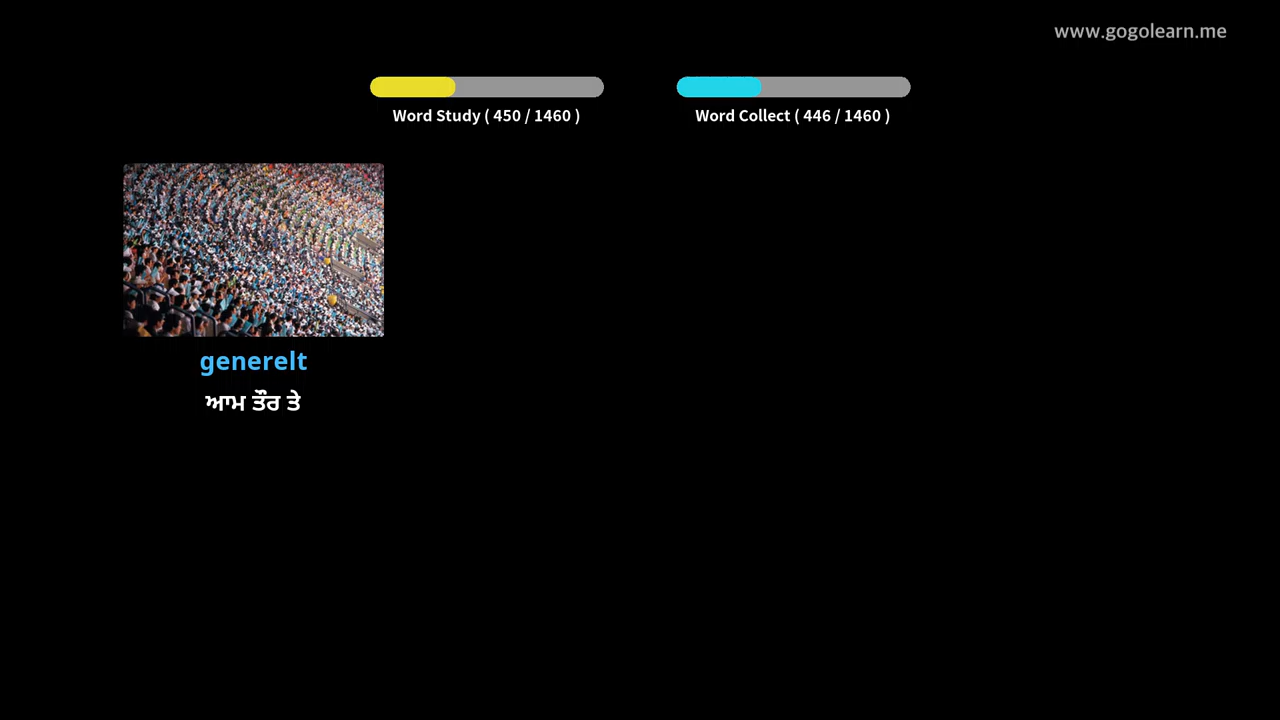 www.gogolearn.me
Word Study ( 450 / 1460 )
Word Collect ( 446 / 1460 )
generelt
ਆਮ ਤੌਰ ਤੇ